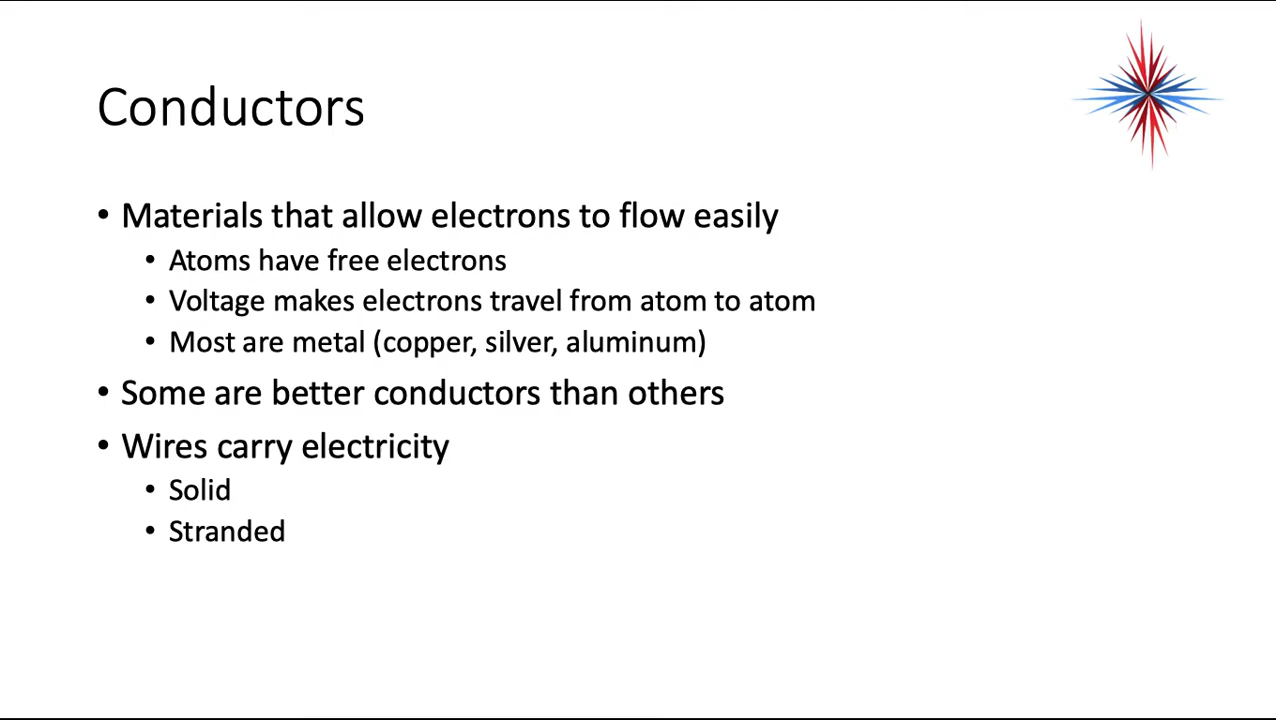 Conductors
• Materials that allow electrons to flow easily
• Atoms have free electrons
• Voltage makes electrons travel from atom to atom
• Most are metal (copper, silver, aluminum)
• Some are better conductors than others
• Wires carry electricity
• Solid
• Stranded